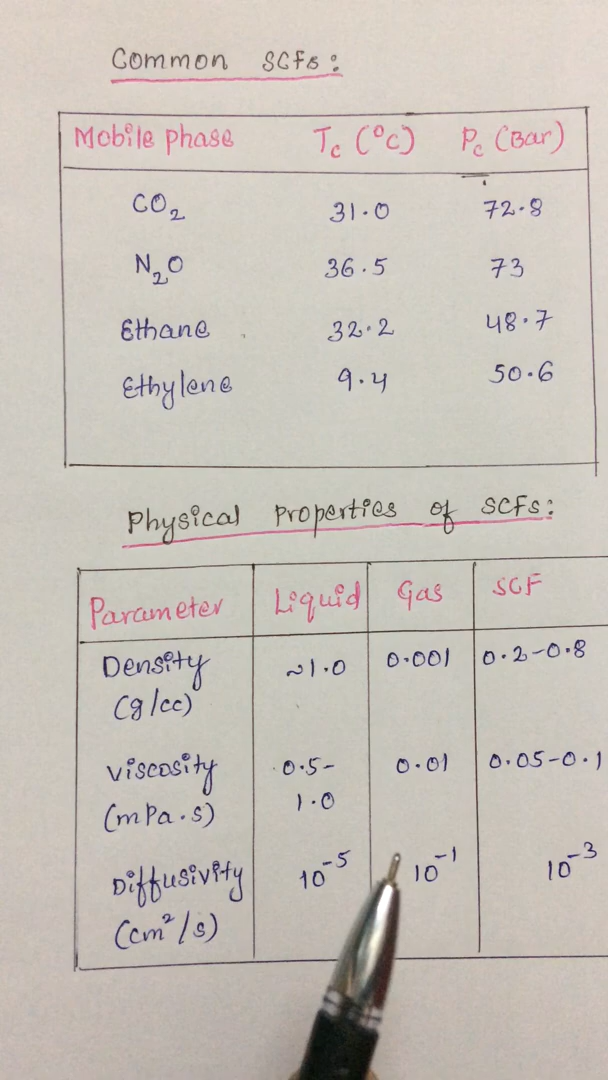 Common SCFs:
Mobile phase Tc (°C) Pc (Bar)
CO2 31.0 72.8
N2O 36.5 73
Ethane 32.2 48.7
Ethylene 9.4 50.6
Physical Properties of SCFs:
Parameter Liquid Gas SCF
Density ~1.0 0.001 0.2-0.8
(g/cc)
Viscosity 0.5- 0.01 0.05-0.1
(mPa.s) 1.0
Diffusivity 10^-5 10^-1 10^-3
(cm²/s)